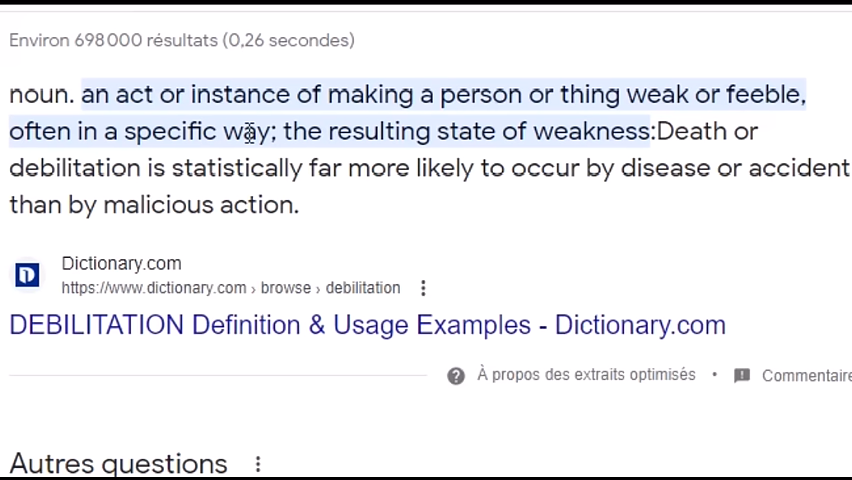 Environ 698 000 résultats (0,26 secondes)
noun. an act or instance of making a person or thing weak or feeble,
often in a specific way; the resulting state of weakness:Death or
debilitation is statistically far more likely to occur by disease or accident
than by malicious action.
Dictionary.com
https://www.dictionary.com › browse › debilitation
DEBILITATION Definition & Usage Examples - Dictionary.com
À propos des extraits optimisés • Commentaire
Autres questions